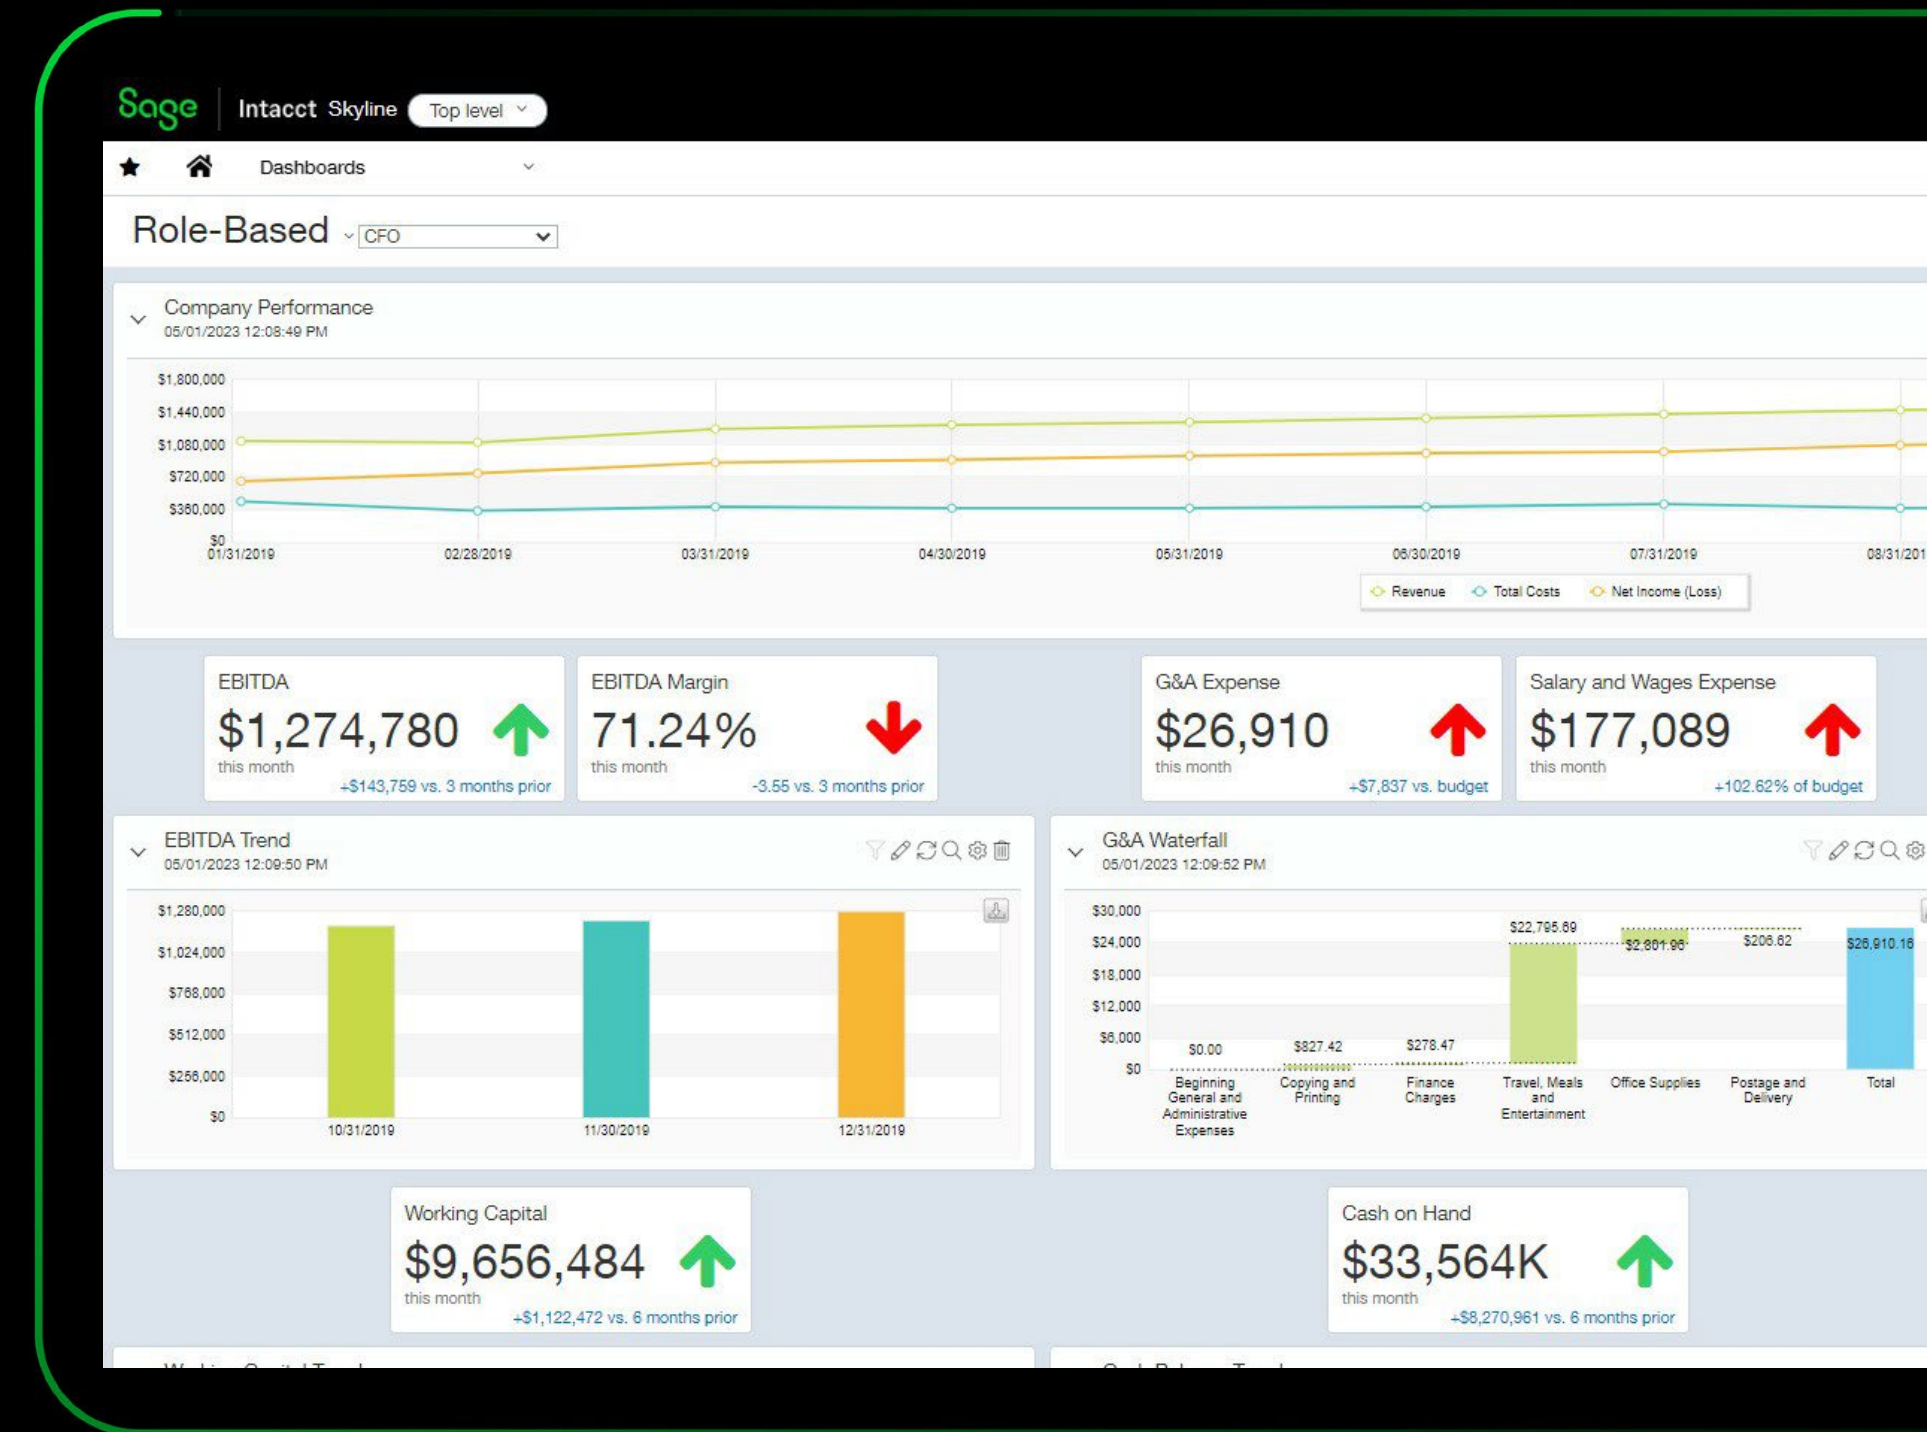 Sage Intacct Skyline Top level
Dashboards
Role-Based CFO
Company Performance
05/01/2023 12:08:49 PM
$1,800,000
$1,440,000
$1,080,000
$720,000
$360,000
$0
01/31/2019 02/28/2019 03/31/2019 04/30/2019 05/31/2019 06/30/2019 07/31/2019 08/31/201
Revenue Total Costs Net Income (Loss)
EBITDA
$1,274,780
this month
+$143,759 vs. 3 months prior
EBITDA Margin
71.24%
this month
-3.55 vs. 3 months prior
G&A Expense
$26,910
this month
+$7,837 vs. budget
Salary and Wages Expense
$177,089
this month
+102.62% of budget
EBITDA Trend
05/01/2023 12:09:50 PM
$1,280,000
$1,024,000
$768,000
$512,000
$256,000
$0
10/31/2019 11/30/2019 12/31/2019
G&A Waterfall
05/01/2023 12:09:52 PM
$30,000
$24,000
$18,000
$12,000
$6,000
$0
$0.00 $827.42 $278.47 $22,795.69 $2,801.96 $206.62 $26,910.16
Beginning General and Administrative Expenses
Copying and Printing
Finance Charges
Travel, Meals and Entertainment
Office Supplies
Postage and Delivery
Total
Working Capital
$9,656,484
this month
+$1,122,472 vs. 6 months prior
Cash on Hand
$33,564K
this month
+$8,270,961 vs. 6 months prior